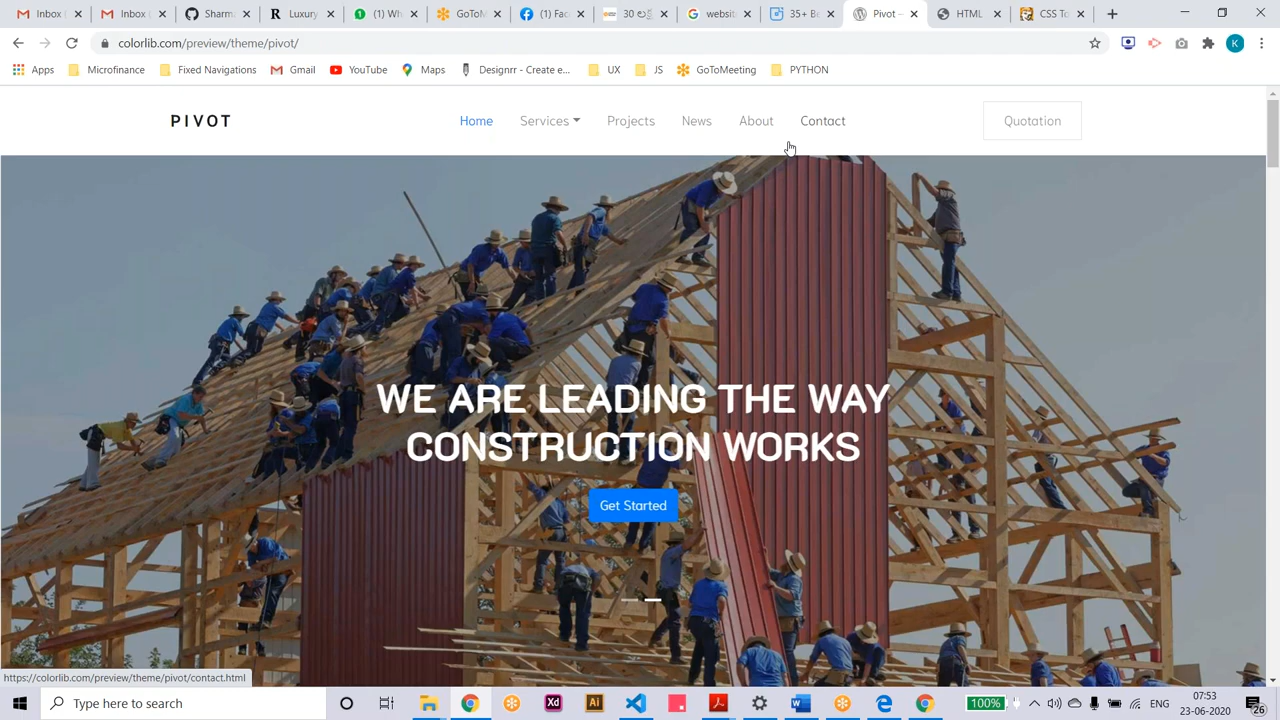 Inbox (
Inbox (
Sharma
Luxury
(1) Wh
GoToM
(1) Fac
websit
35+ Be
Pivot –
HTML
CSS To
colorlib.com/preview/theme/pivot/
Apps
Microfinance
Fixed Navigations
Gmail
YouTube
Maps
Designrr - Create e...
UX
JS
GoToMeeting
PYTHON
PIVOT
Home
Services
Projects
News
About
Contact
Quotation
WE ARE LEADING THE WAY
CONSTRUCTION WORKS
Get Started
https://colorlib.com/preview/theme/pivot/contact.html
Type here to search
100%
ENG
07:53
23-06-2020
26